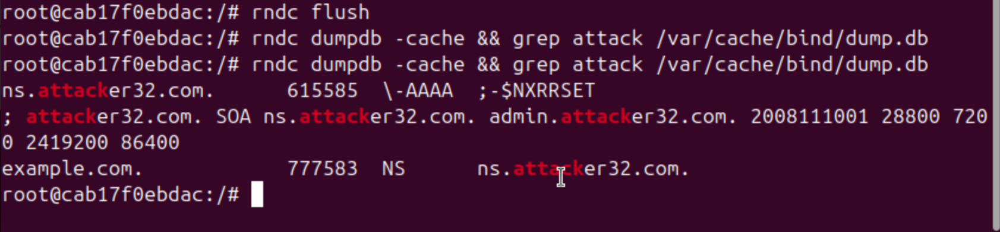 root@cab17f0ebdac:/# rndc flush
root@cab17f0ebdac:/# rndc dumpdb -cache && grep attack /var/cache/bind/dump.db
root@cab17f0ebdac:/# rndc dumpdb -cache && grep attack /var/cache/bind/dump.db
ns.attacker32.com.      615585  \-AAAA  ;-$NXRRSET
; attacker32.com. SOA ns.attacker32.com. admin.attacker32.com. 2008111001 28800 720
0 2419200 86400
example.com.            777583  NS      ns.attacker32.com.
root@cab17f0ebdac:/#